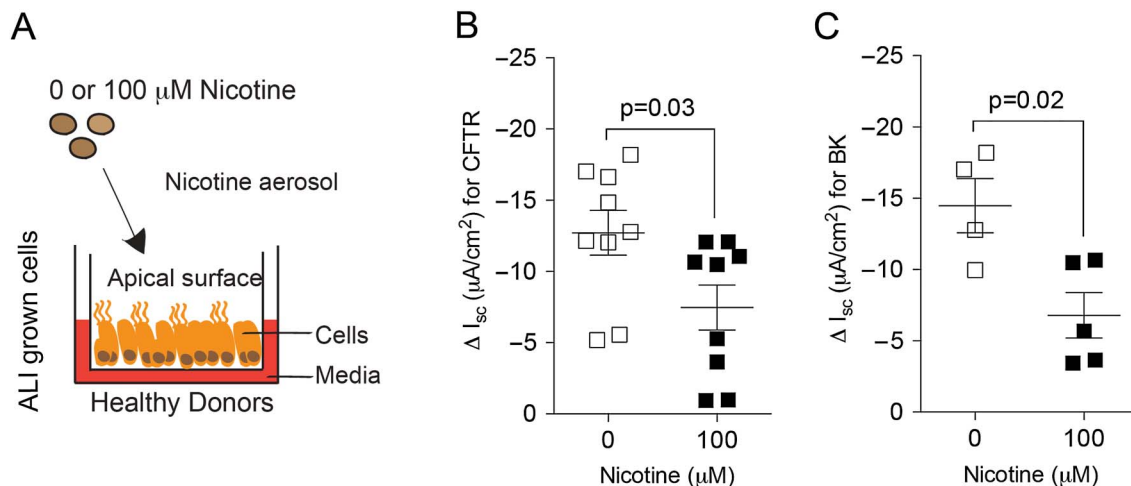 A
0 or 100 μM Nicotine
Nicotine aerosol
Apical surface
ALI grown cells
Cells
Media
Healthy Donors
B
Δ Isc (μA/cm²) for CFTR
−25
−20
−15
−10
−5
0
p=0.03
0 100
Nicotine (μM)
C
Δ Isc (μA/cm²) for BK
−25
−20
−15
−10
−5
0
p=0.02
0 100
Nicotine (μM)